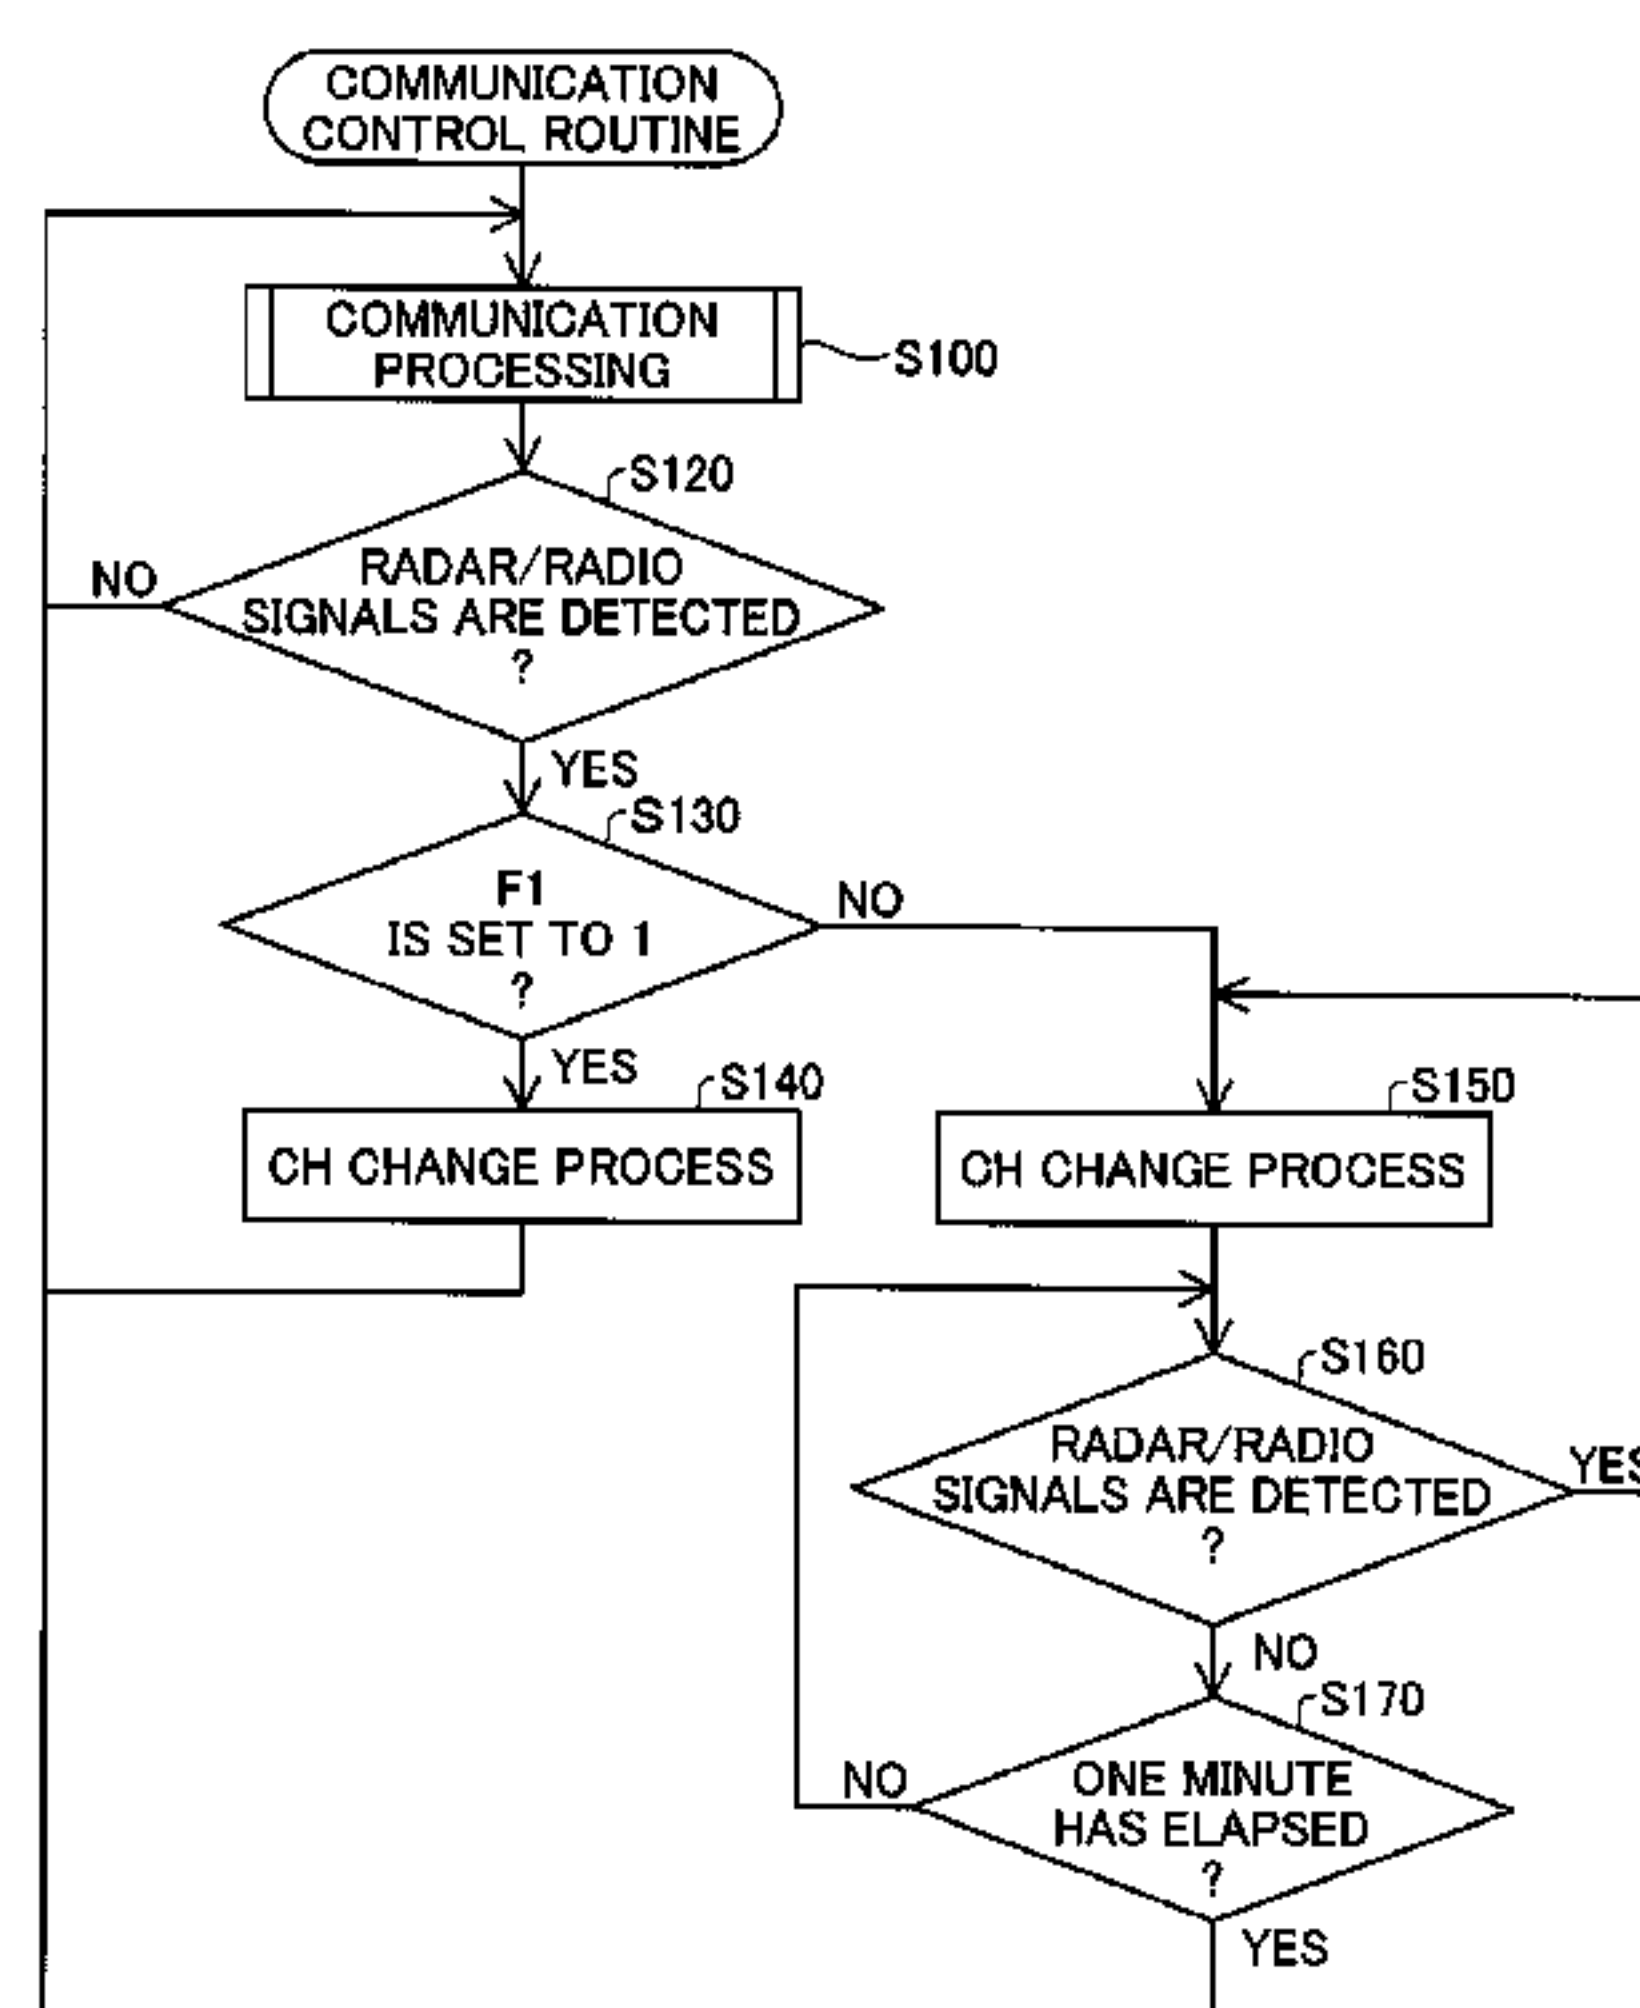 COMMUNICATION
CONTROL ROUTINE
COMMUNICATION
PROCESSING
S100
S120
RADAR/RADIO
SIGNALS ARE DETECTED
?
NO
YES
S130
F1
IS SET TO 1
?
NO
YES
S140
CH CHANGE PROCESS
S150
CH CHANGE PROCESS
S160
RADAR/RADIO
SIGNALS ARE DETECTED
?
YES
NO
S170
ONE MINUTE
HAS ELAPSED
?
NO
YES